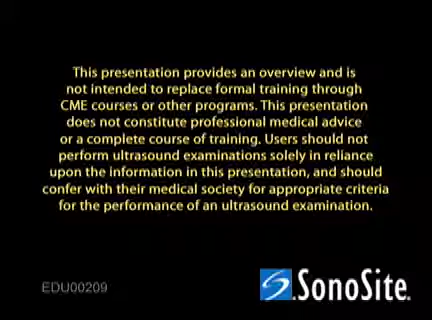 This presentation provides an overview and is
not intended to replace formal training through
CME courses or other programs. This presentation
does not constitute professional medical advice
or a complete course of training. Users should not
perform ultrasound examinations solely in reliance
upon the information in this presentation, and should
confer with their medical society for appropriate criteria
for the performance of an ultrasound examination.
EDU00209
SonoSite.